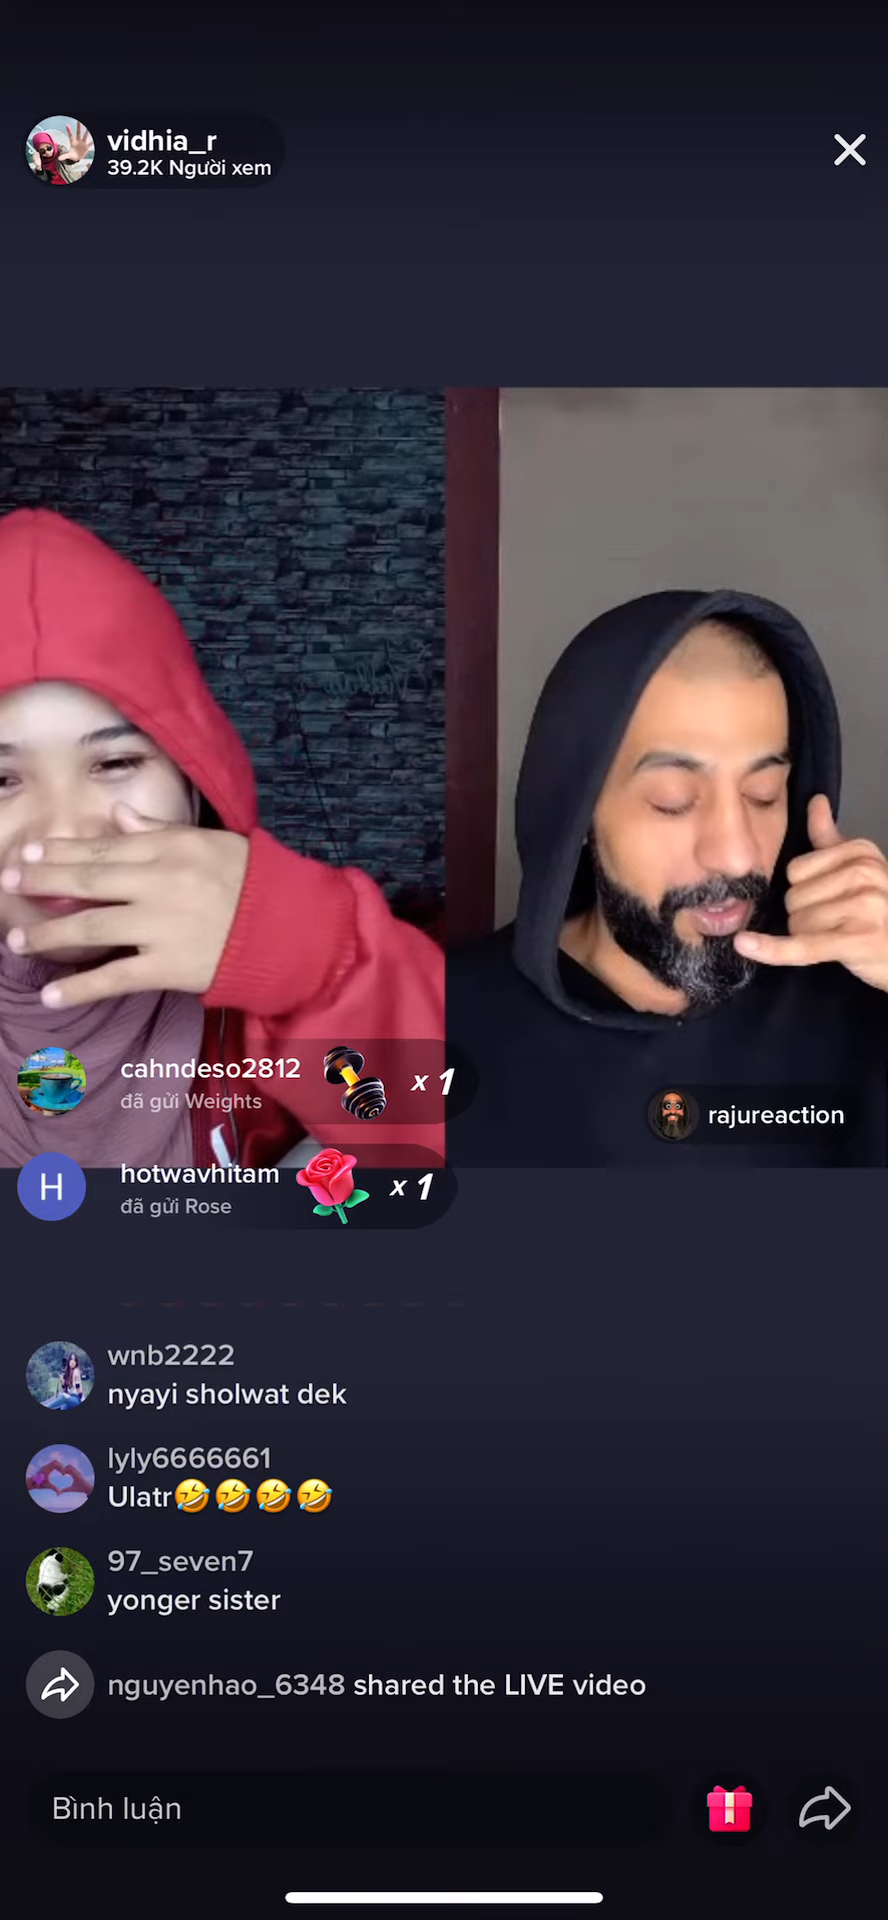 vidhia_r
39.2K Người xem
cahndeso2812
đã gửi Weights
x 1
rajureaction
H
hotwavhitam
đã gửi Rose
x 1
wnb2222
nyayi sholwat dek
lyly6666661
Ulatr🤣🤣🤣🤣
97_seven7
yonger sister
nguyenhao_6348 shared the LIVE video
Bình luận